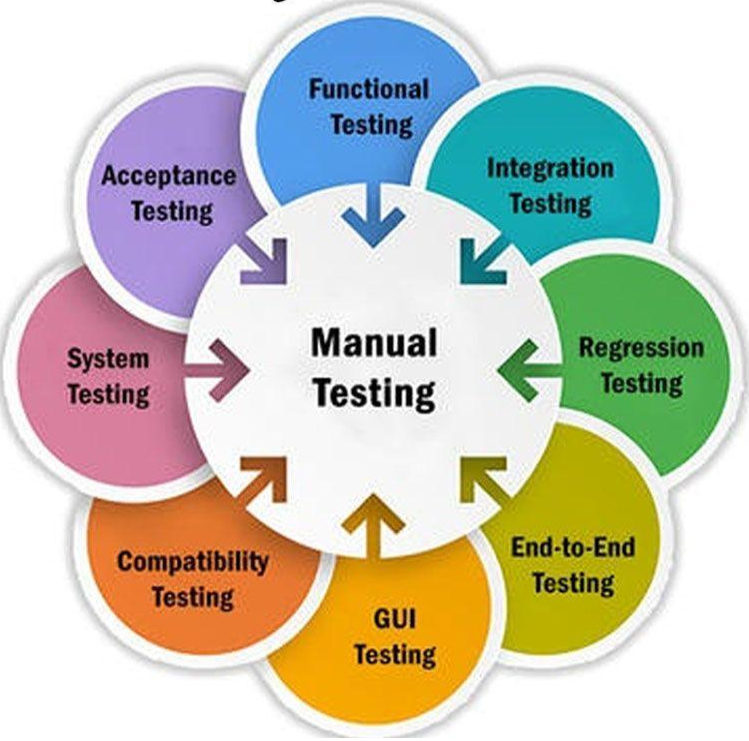 Functional
Testing
Integration
Testing
Regression
Testing
End-to-End
Testing
GUI
Testing
Compatibility
Testing
System
Testing
Acceptance
Testing
Manual
Testing